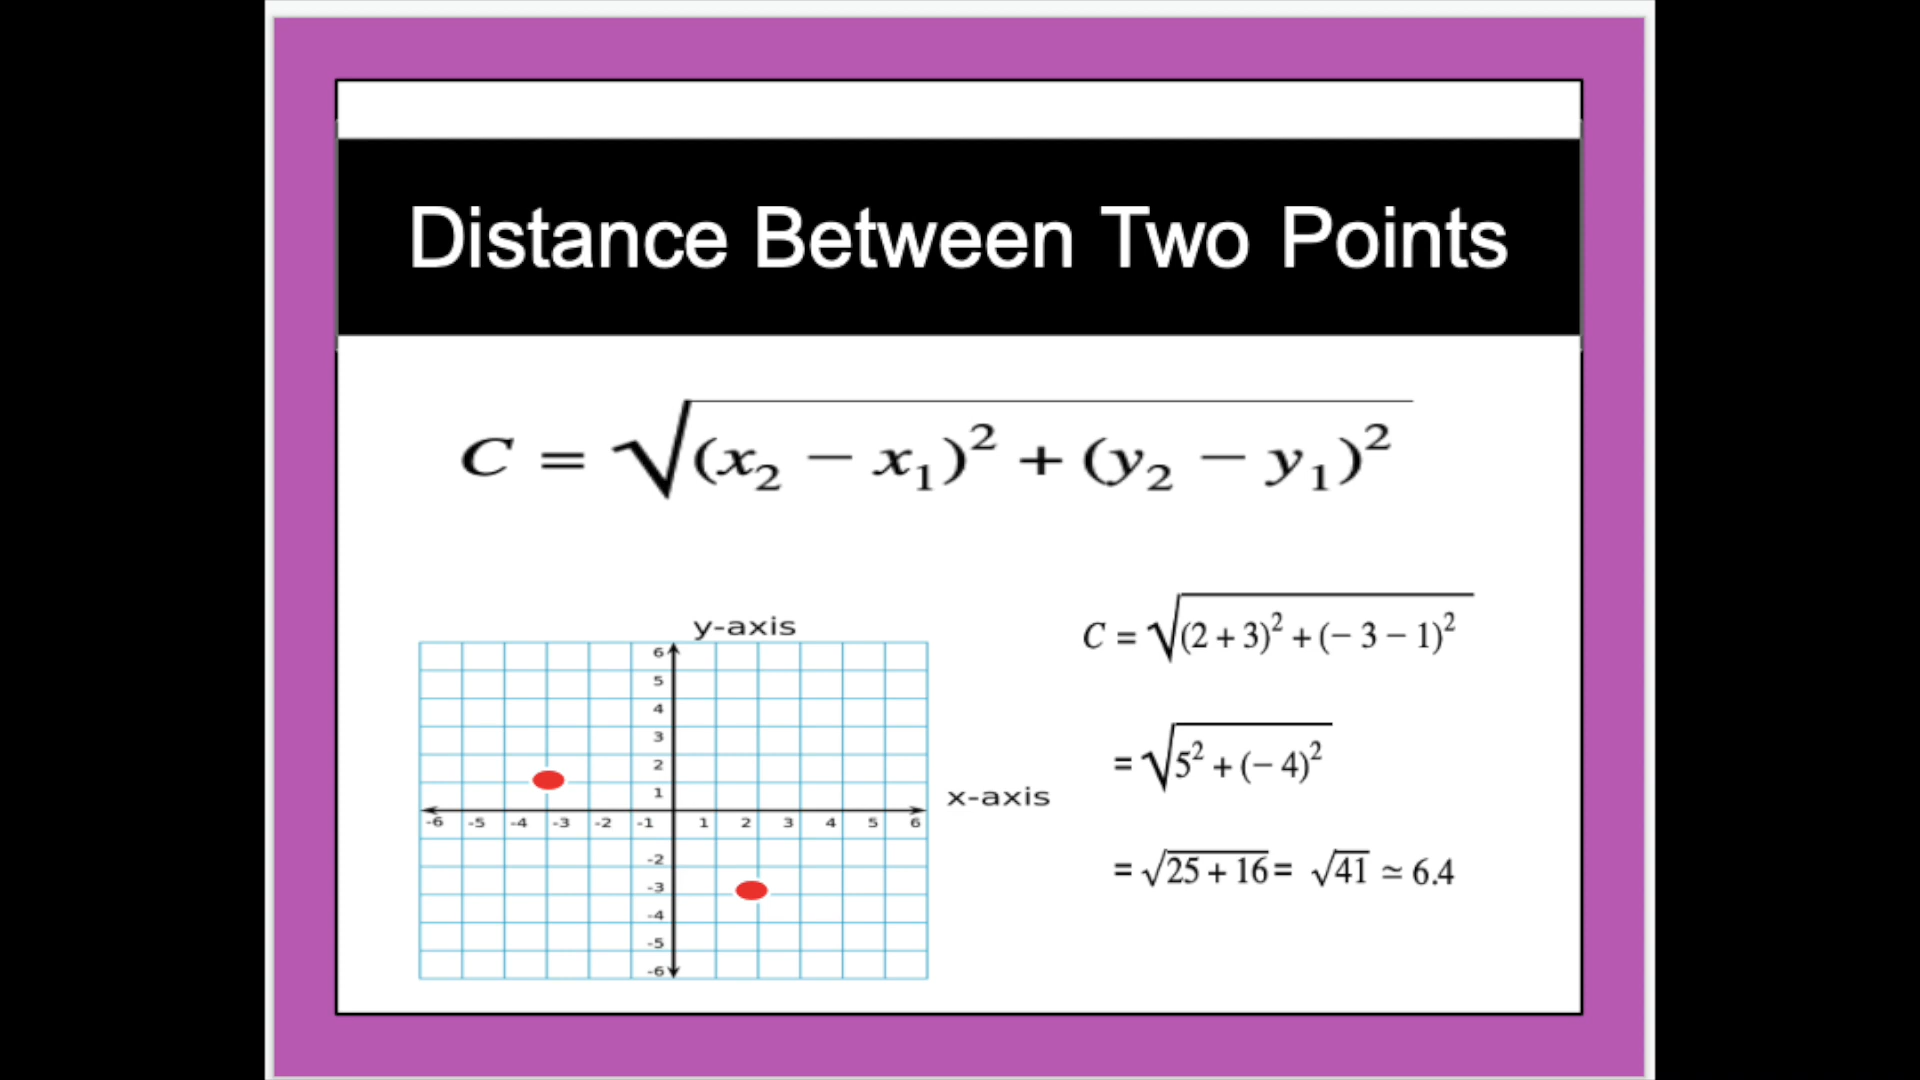 Distance Between Two Points
C = √(x₂ − x₁)² + (y₂ − y₁)²
y-axis
6
5
4
3
2
1
x-axis
-6 -5 -4 -3 -2 -1 1 2 3 4 5 6
-2
-3
-4
-5
-6
C = √(2 + 3)² + (− 3 − 1)²
= √5² + (− 4)²
= √25 + 16 = √41 ≃ 6.4